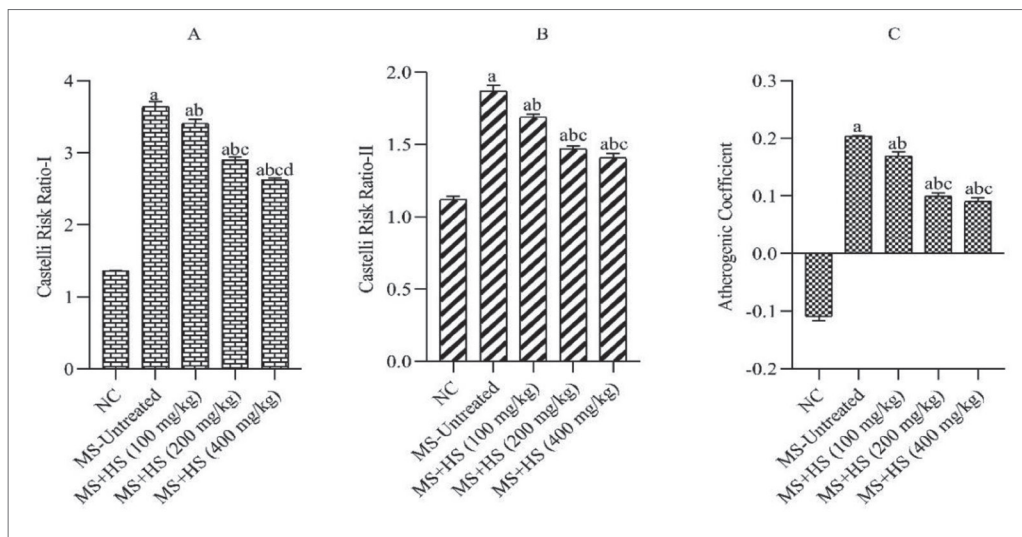 A
Castelli Risk Ratio-I
4
3
2
1
0
a
ab
abc
abcd
NC
MS-Untreated
MS+HS (100 mg/kg)
MS+HS (200 mg/kg)
MS+HS (400 mg/kg)
B
Castelli Risk Ratio-II
2.0
1.5
1.0
0.5
0.0
a
ab
abc
abc
NC
MS-Untreated
MS+HS (100 mg/kg)
MS+HS (200 mg/kg)
MS+HS (400 mg/kg)
C
Atherogenic Coefficient
0.3
0.2
0.1
0.0
-0.1
-0.2
a
ab
abc
abc
NC
MS-Untreated
MS+HS (100 mg/kg)
MS+HS (200 mg/kg)
MS+HS (400 mg/kg)